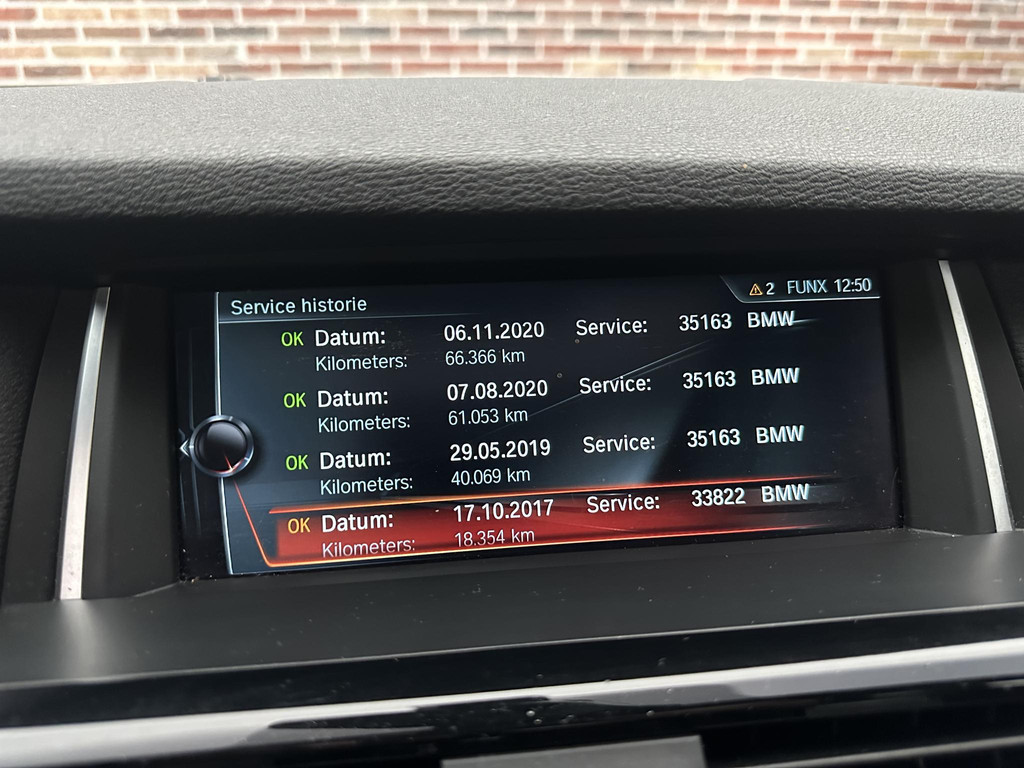 Service historie
⚠2 FUNX 12:50
OK Datum: 06.11.2020 Service: 35163 BMW
Kilometers: 66.366 km
OK Datum: 07.08.2020 Service: 35163 BMW
Kilometers: 61.053 km
OK Datum: 29.05.2019 Service: 35163 BMW
Kilometers: 40.069 km
OK Datum: 17.10.2017 Service: 33822 BMW
Kilometers: 18.354 km